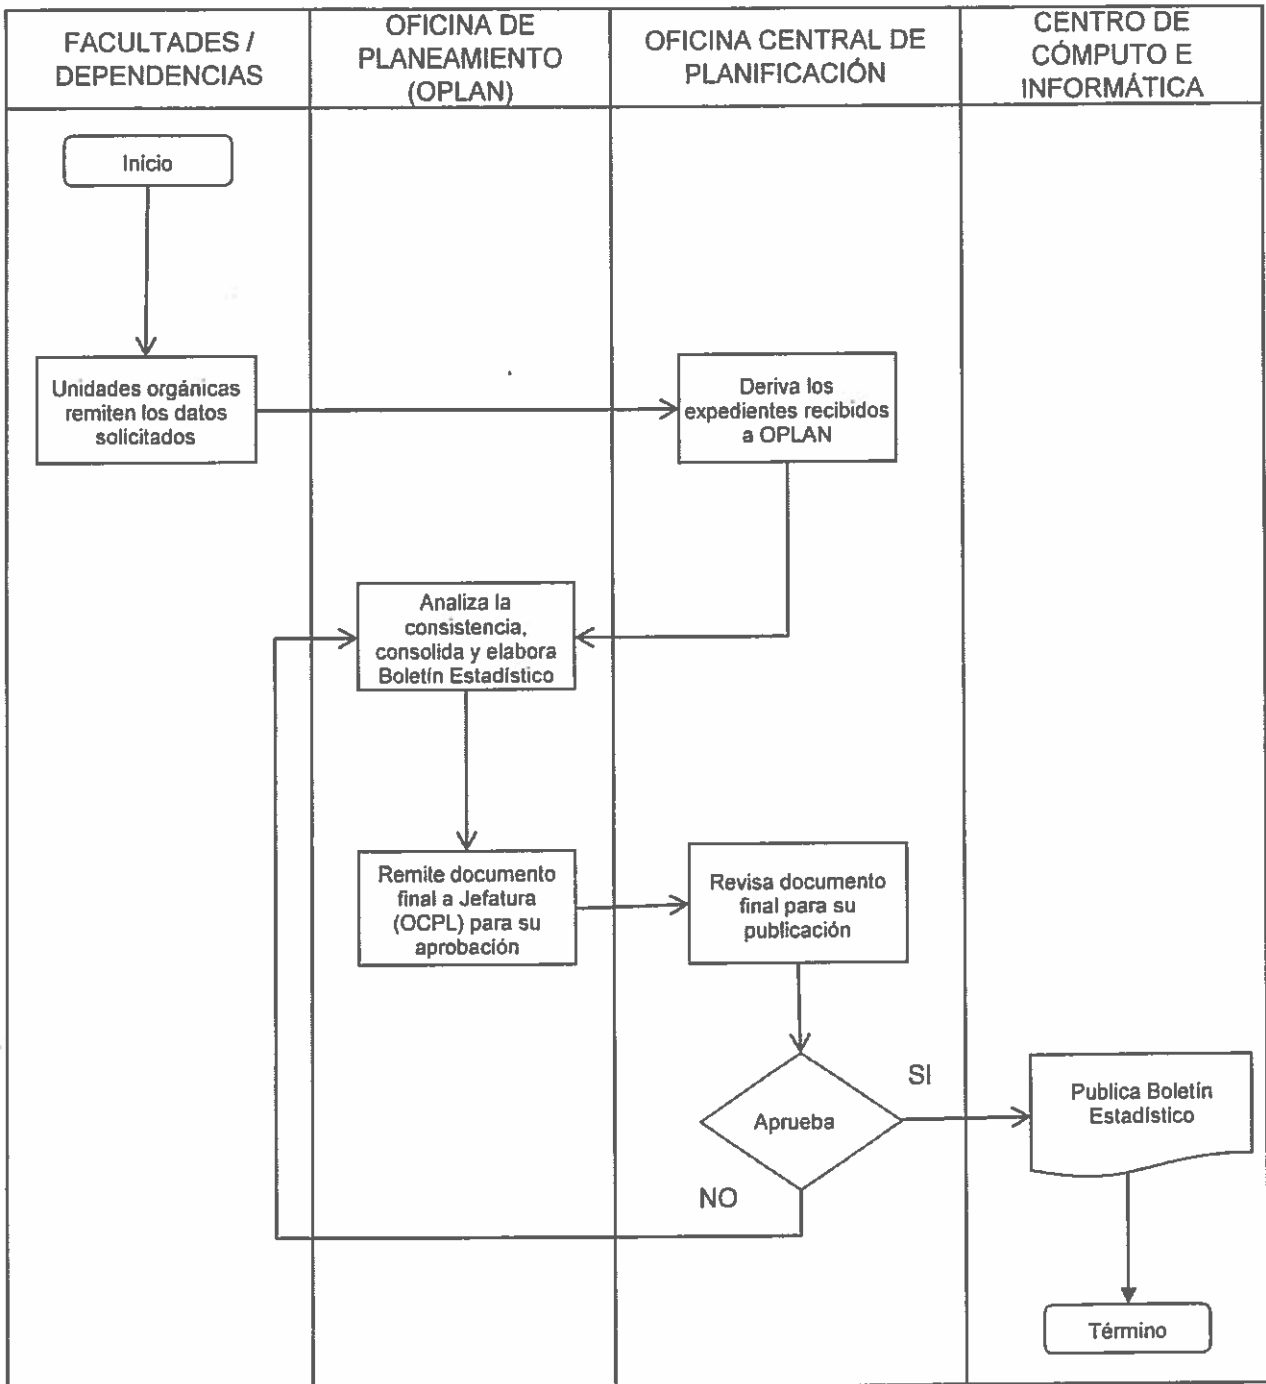 FACULTADES /
DEPENDENCIAS
OFICINA DE
PLANEAMIENTO
(OPLAN)
OFICINA CENTRAL DE
PLANIFICACIÓN
CENTRO DE
CÓMPUTO E
INFORMÁTICA
Inicio
Unidades orgánicas
remiten los datos
solicitados
Deriva los
expedientes recibidos
a OPLAN
Analiza la
consistencia,
consolida y elabora
Boletín Estadístico
Remite documento
final a Jefatura
(OCPL) para su
aprobación
Revisa documento
final para su
publicación
Aprueba
SI
NO
Publica Boletín
Estadístico
Término